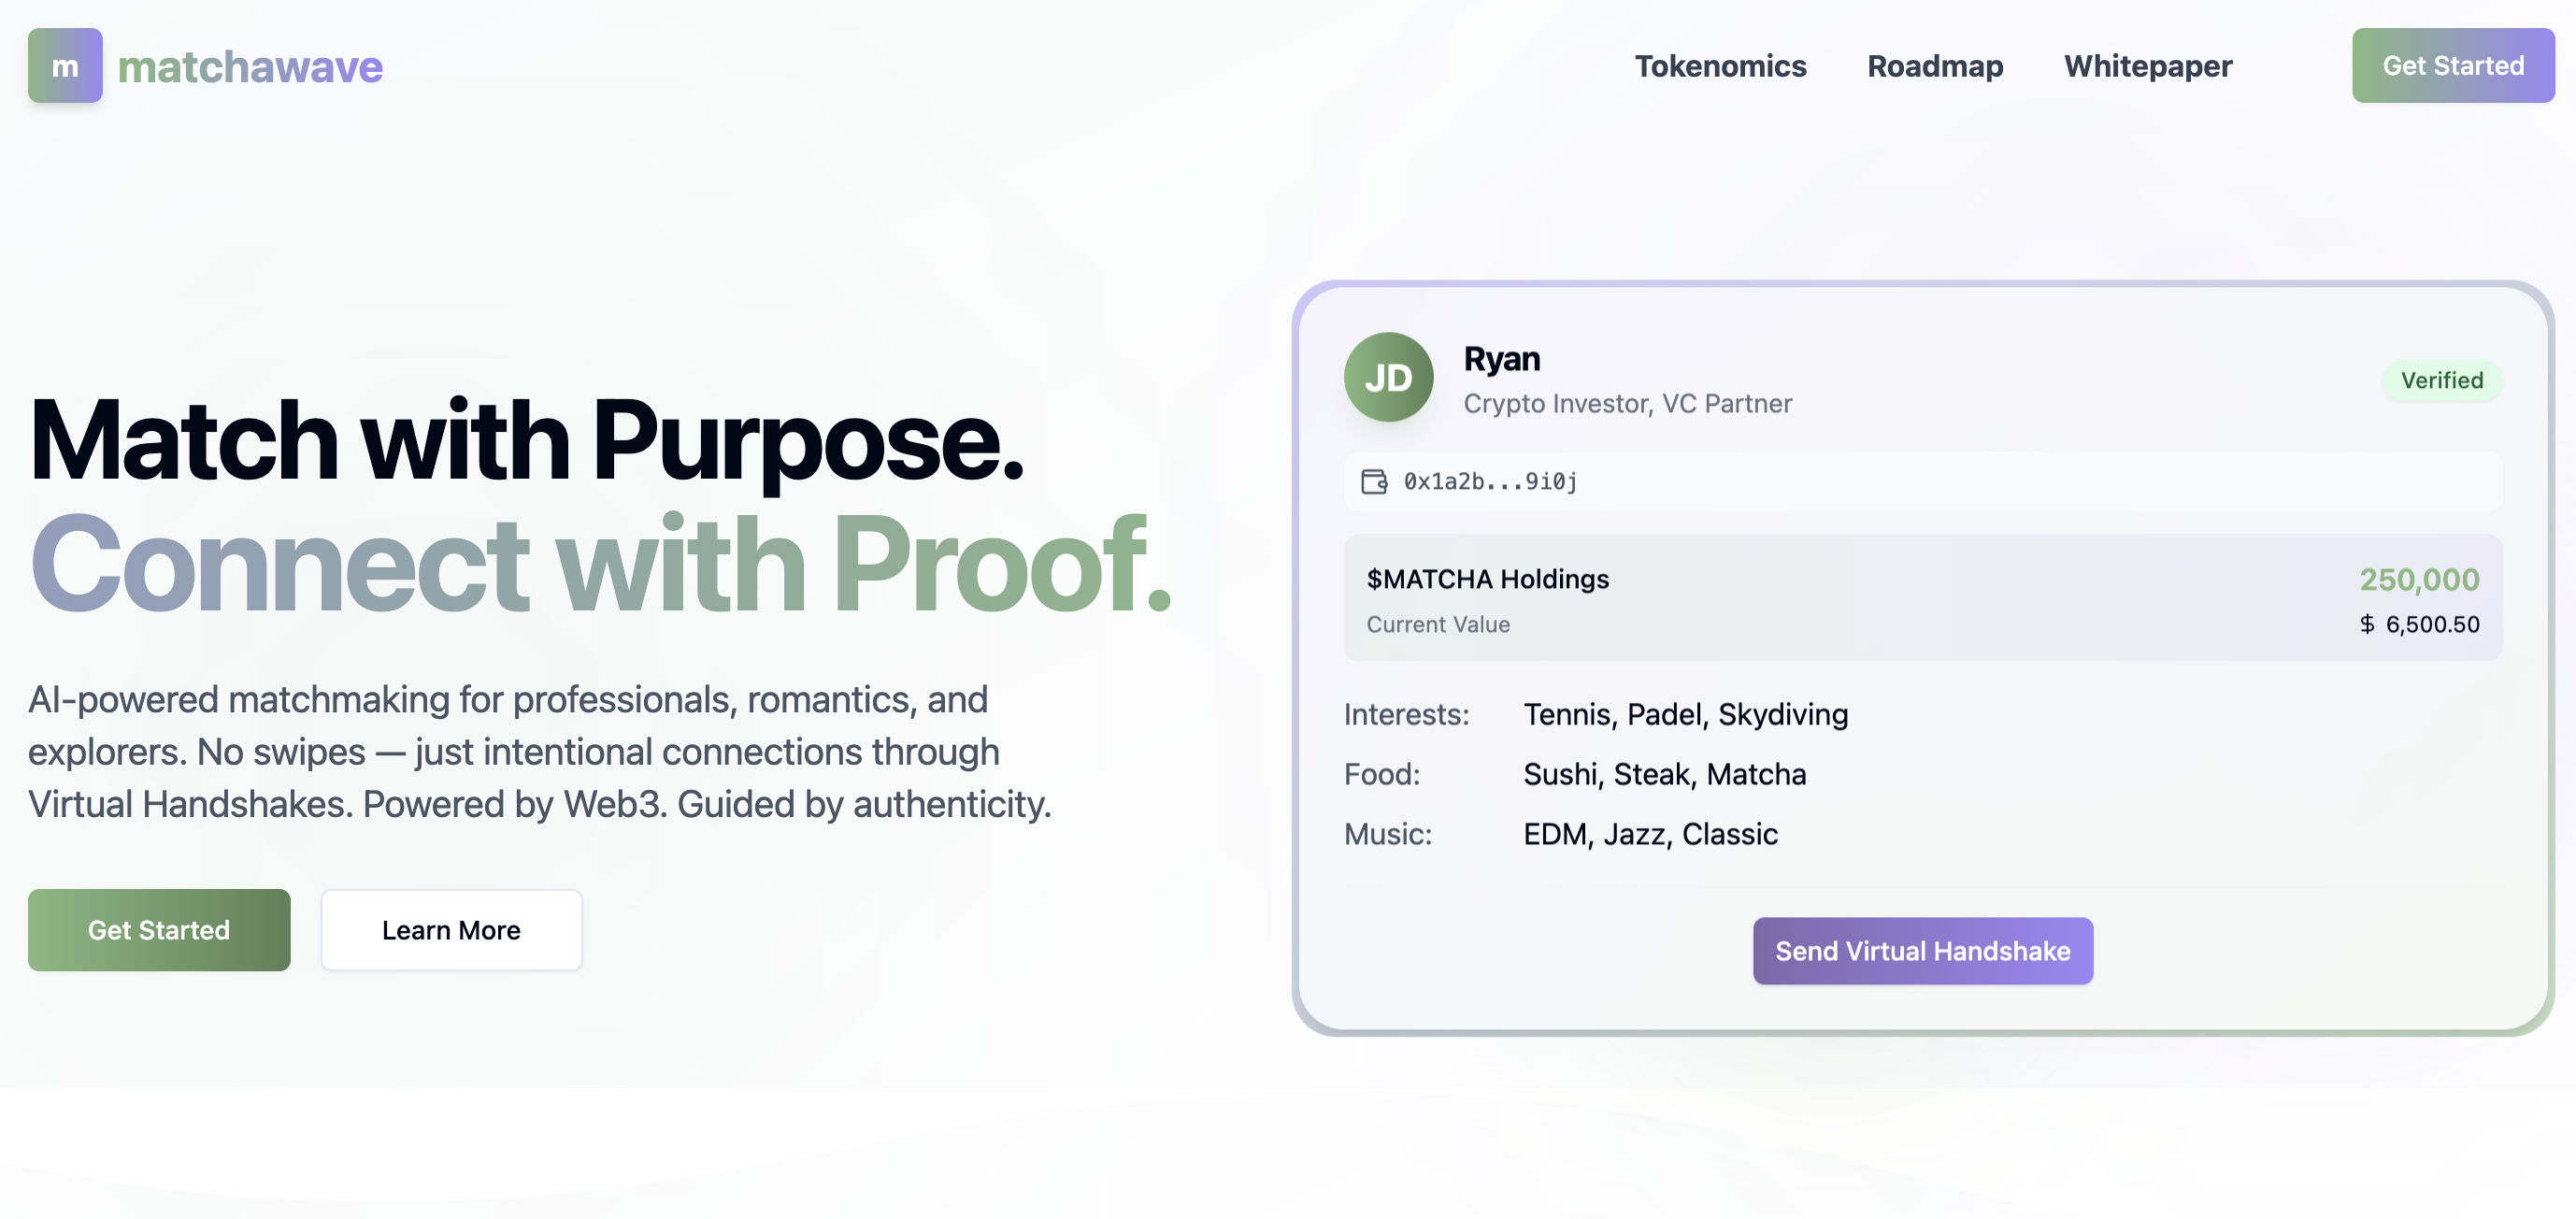 m matchawave
Tokenomics Roadmap Whitepaper Get Started
Match with Purpose.
Connect with Proof.
AI-powered matchmaking for professionals, romantics, and
explorers. No swipes — just intentional connections through
Virtual Handshakes. Powered by Web3. Guided by authenticity.
Get Started Learn More
JD
Ryan
Crypto Investor, VC Partner
Verified
0x1a2b...9i0j
$MATCHA Holdings 250,000
Current Value $ 6,500.50
Interests: Tennis, Padel, Skydiving
Food: Sushi, Steak, Matcha
Music: EDM, Jazz, Classic
Send Virtual Handshake